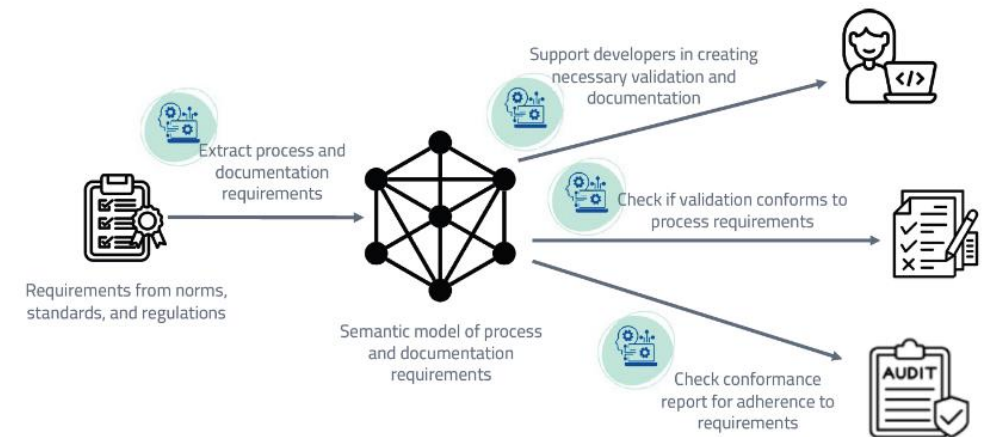 Support developers in creating
necessary validation and
documentation
</>
Extract process and
documentation
requirements
Check if validation conforms to
process requirements
Requirements from norms,
standards, and regulations
Semantic model of process
and documentation
requirements
AUDIT
Check conformance
report for adherence to
requirements